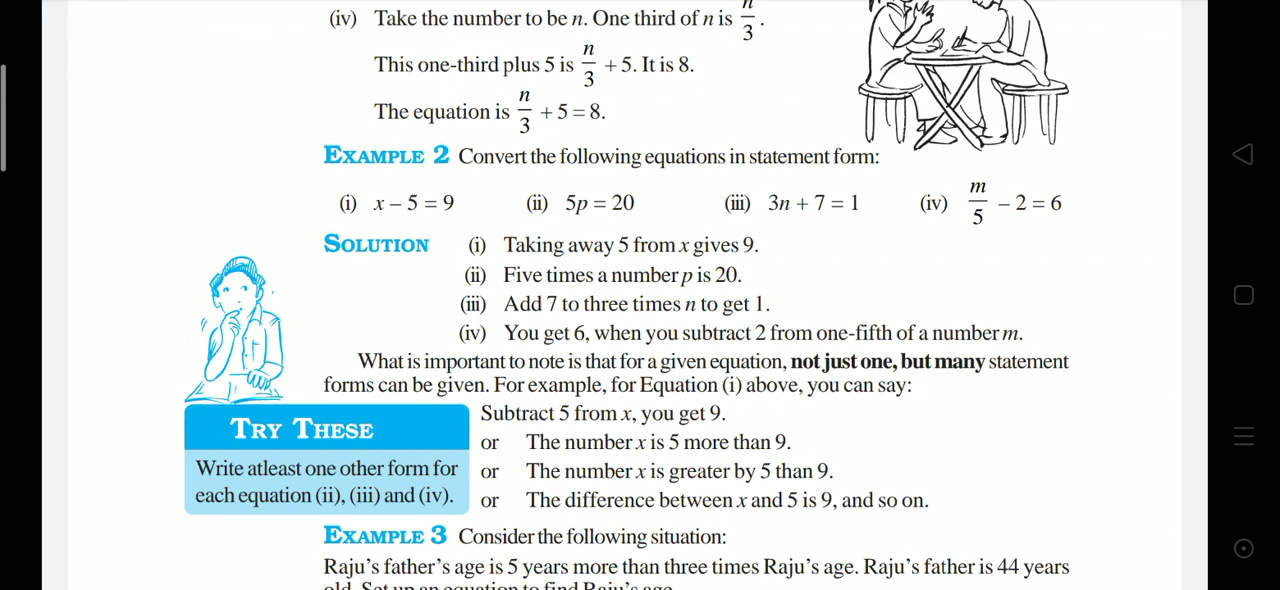 (iv) Take the number to be n. One third of n is n/3.
This one-third plus 5 is n/3 + 5. It is 8.
The equation is n/3 + 5 = 8.
EXAMPLE 2 Convert the following equations in statement form:
(i) x – 5 = 9 (ii) 5p = 20 (iii) 3n + 7 = 1 (iv) m/5 – 2 = 6
SOLUTION (i) Taking away 5 from x gives 9.
(ii) Five times a number p is 20.
(iii) Add 7 to three times n to get 1.
(iv) You get 6, when you subtract 2 from one-fifth of a number m.
What is important to note is that for a given equation, not just one, but many statement
forms can be given. For example, for Equation (i) above, you can say:
Subtract 5 from x, you get 9.
or The number x is 5 more than 9.
or The number x is greater by 5 than 9.
or The difference between x and 5 is 9, and so on.
TRY THESE
Write atleast one other form for
each equation (ii), (iii) and (iv).
EXAMPLE 3 Consider the following situation:
Raju's father's age is 5 years more than three times Raju's age. Raju's father is 44 years
old. Set up an equation to find Raju's age.